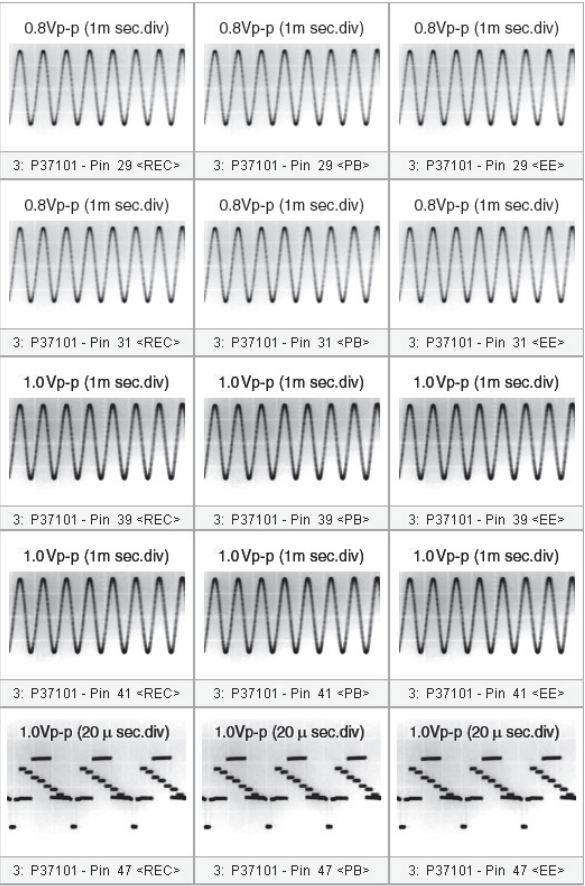 0.8Vp-p (1m sec.div)
0.8Vp-p (1m sec.div)
0.8Vp-p (1m sec.div)
3: P37101 - Pin 29 <REC>
3: P37101 - Pin 29 <PB>
3: P37101 - Pin 29 <EE>
0.8Vp-p (1m sec.div)
0.8Vp-p (1m sec.div)
0.8Vp-p (1m sec.div)
3: P37101 - Pin 31 <REC>
3: P37101 - Pin 31 <PB>
3: P37101 - Pin 31 <EE>
1.0Vp-p (1m sec.div)
1.0Vp-p (1m sec.div)
1.0Vp-p (1m sec.div)
3: P37101 - Pin 39 <REC>
3: P37101 - Pin 39 <PB>
3: P37101 - Pin 39 <EE>
1.0Vp-p (1m sec.div)
1.0Vp-p (1m sec.div)
1.0Vp-p (1m sec.div)
3: P37101 - Pin 41 <REC>
3: P37101 - Pin 41 <PB>
3: P37101 - Pin 41 <EE>
1.0Vp-p (20 μ sec.div)
1.0Vp-p (20 μ sec.div)
1.0Vp-p (20 μ sec.div)
3: P37101 - Pin 47 <REC>
3: P37101 - Pin 47 <PB>
3: P37101 - Pin 47 <EE>